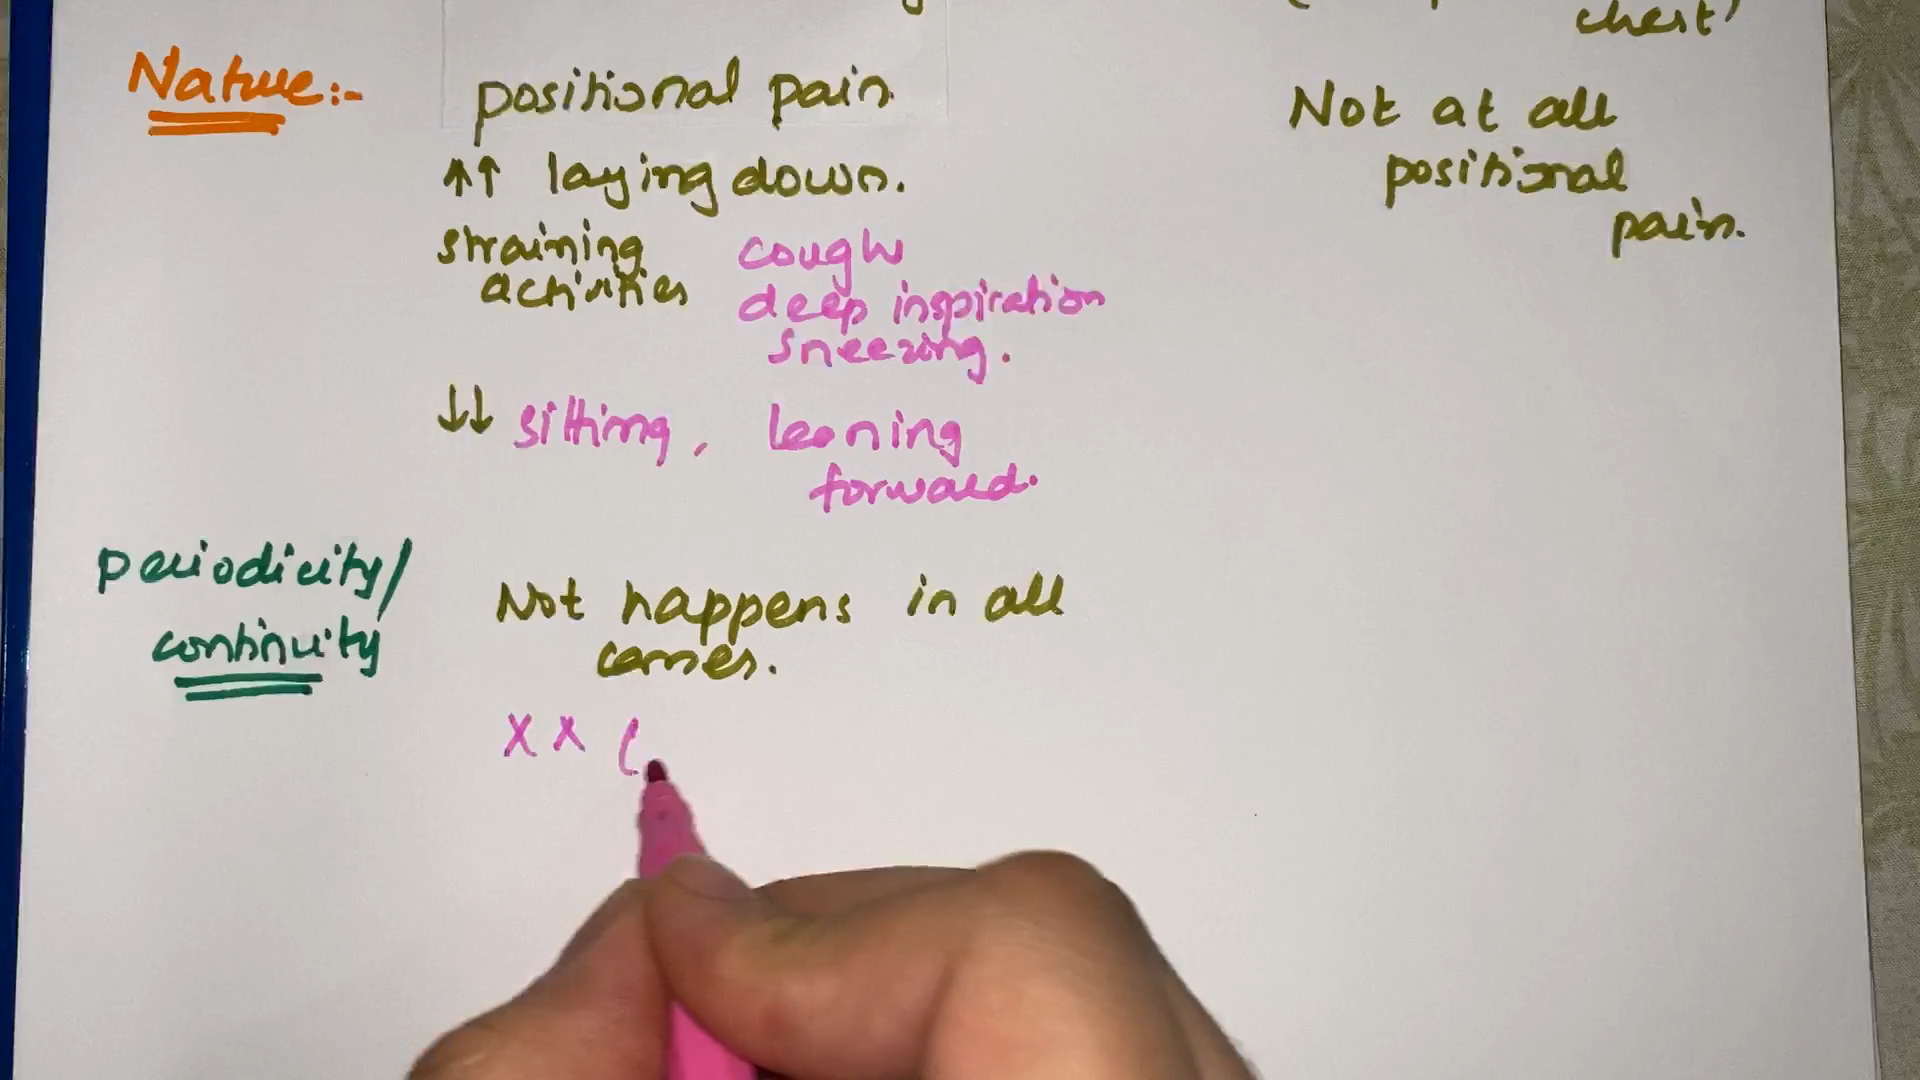 chest)
Nature:-
positional pain.
↑↑ laying down.
straining
activities
cough
deep inspiration
sneezing.
↓↓ sitting, leaning
forward.
Not at all
positional
pain.
periodicity/
continuity
Not happens in all
cases.
x x (